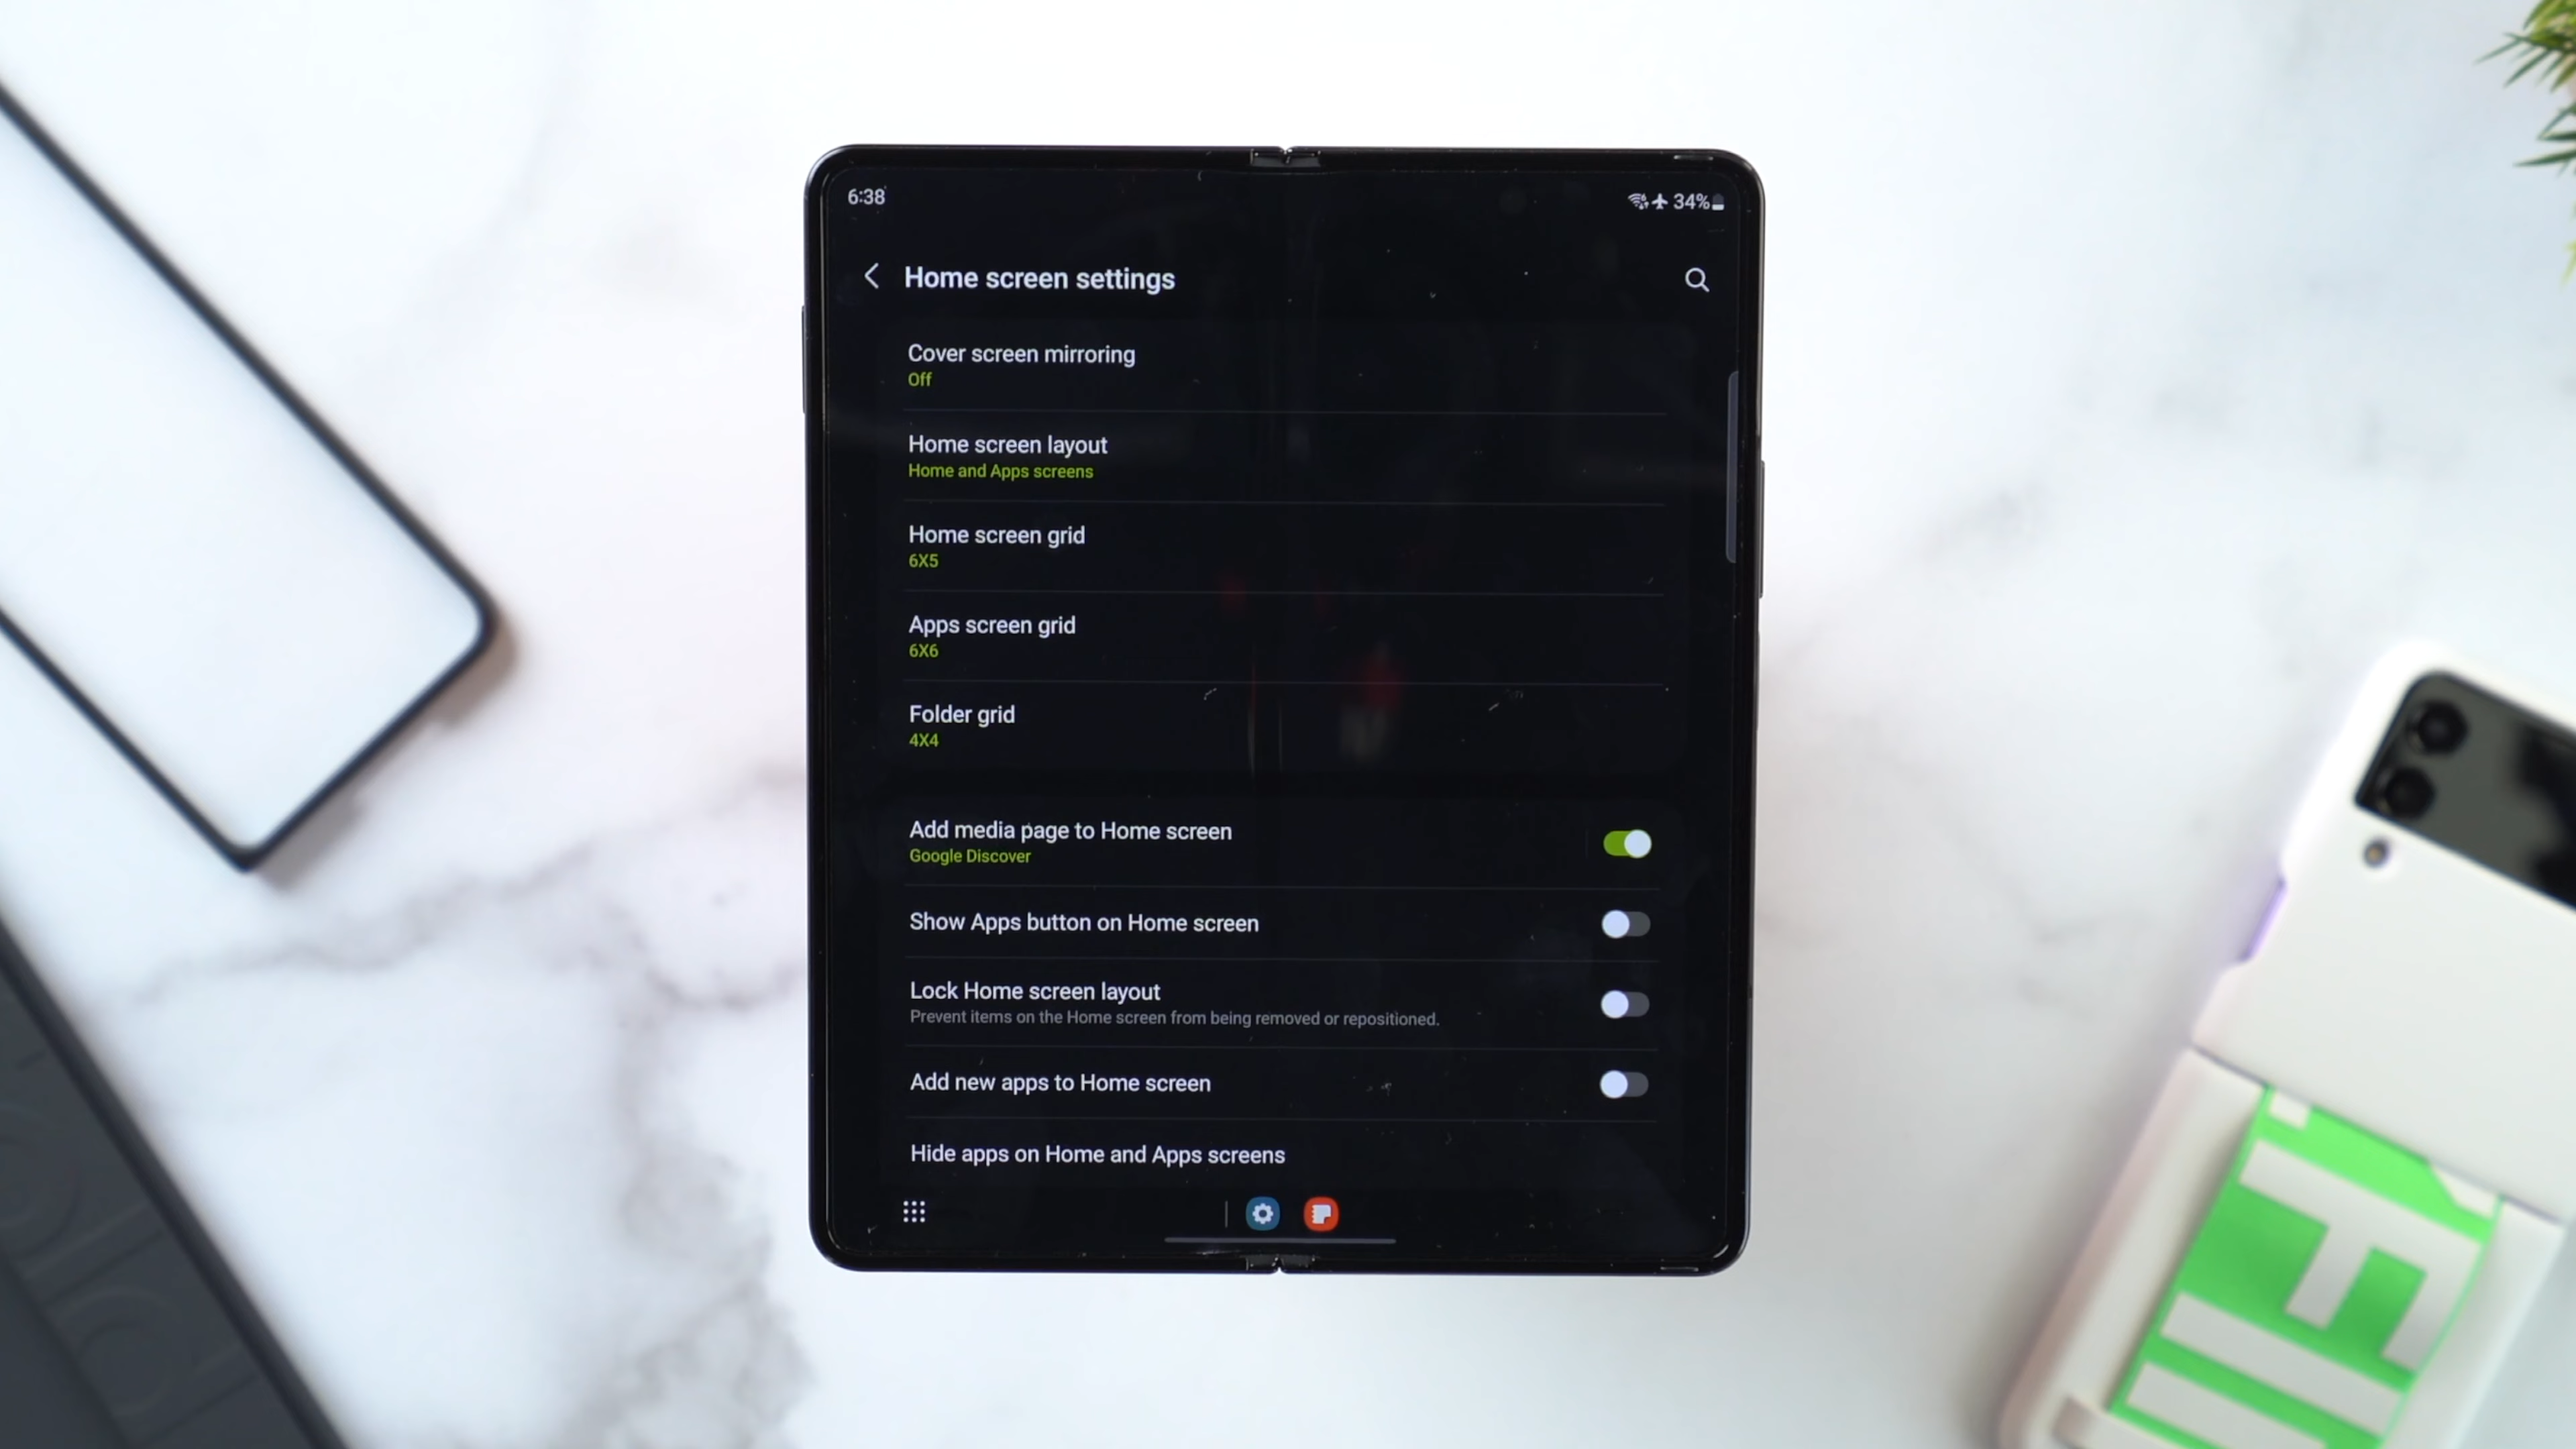 6:38
34%
Home screen settings
Cover screen mirroring
Off
Home screen layout
Home and Apps screens
Home screen grid
6X5
Apps screen grid
6X6
Folder grid
4X4
Add media page to Home screen
Google Discover
Show Apps button on Home screen
Lock Home screen layout
Prevent items on the Home screen from being removed or repositioned.
Add new apps to Home screen
Hide apps on Home and Apps screens